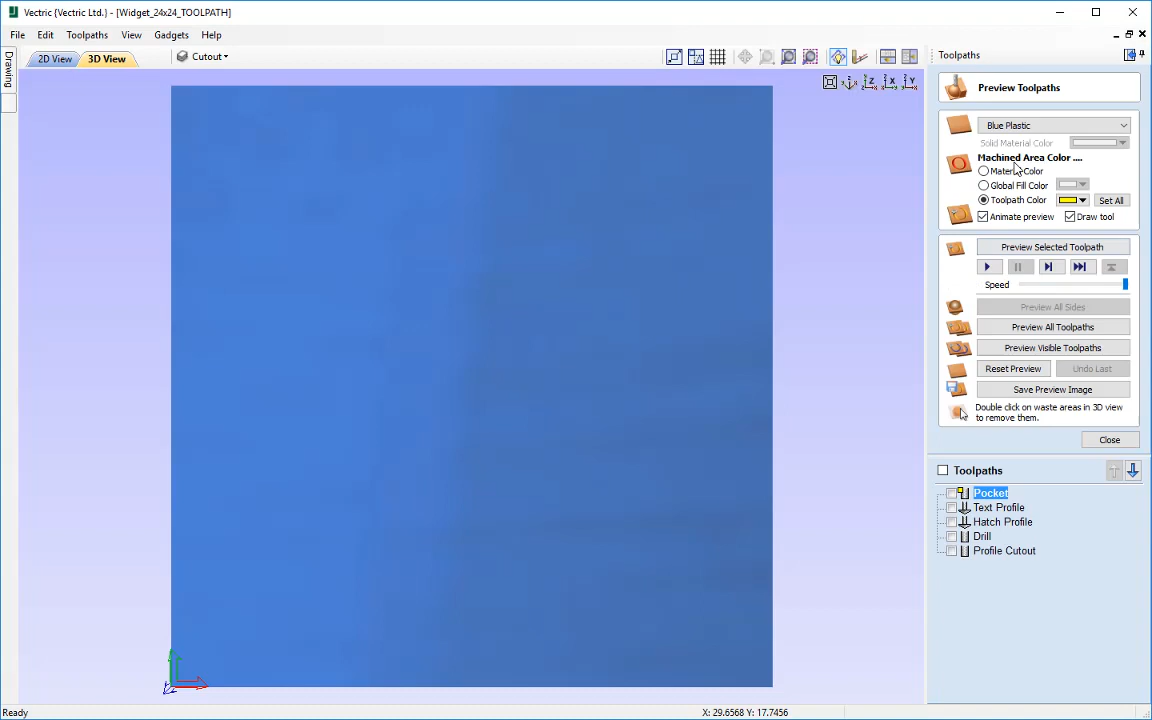 Vectric {Vectric Ltd.} - [Widget_24x24_TOOLPATH]
File Edit Toolpaths View Gadgets Help
Drawing
2D View 3D View Cutout
Z X Y
Toolpaths
Preview Toolpaths
Blue Plastic
Solid Material Color
Machined Area Color ....
Material Color
Global Fill Color
Toolpath Color Set All
Animate preview Draw tool
Preview Selected Toolpath
Speed
Preview All Sides
Preview All Toolpaths
Preview Visible Toolpaths
Reset Preview Undo Last
Save Preview Image
Double click on waste areas in 3D view
to remove them.
Close
Toolpaths
Pocket
Text Profile
Hatch Profile
Drill
Profile Cutout
Ready X: 29.6568 Y: 17.7456